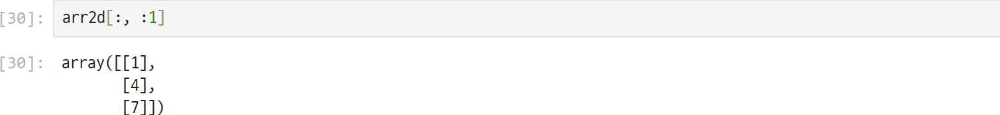 [30]: arr2d[:, :1]
[30]: array([[1],
[4],
[7]])